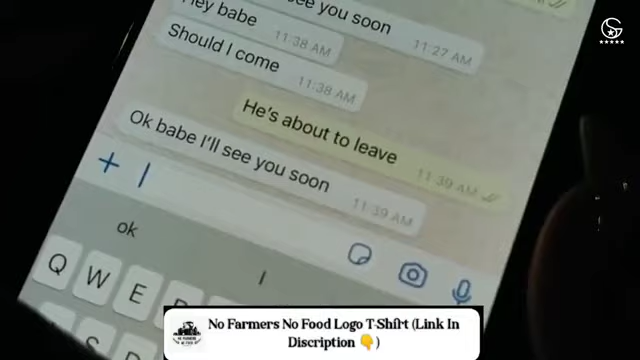 see you soon
11:27 AM
Hey babe
11:38 AM
Should I come
11:38 AM
He's about to leave
11:39 AM
Ok babe I'll see you soon
11:39 AM
ok
I
Q W E
S D
SG
No Farmers No Food Logo T-Shirt (Link In
Discription 👇)